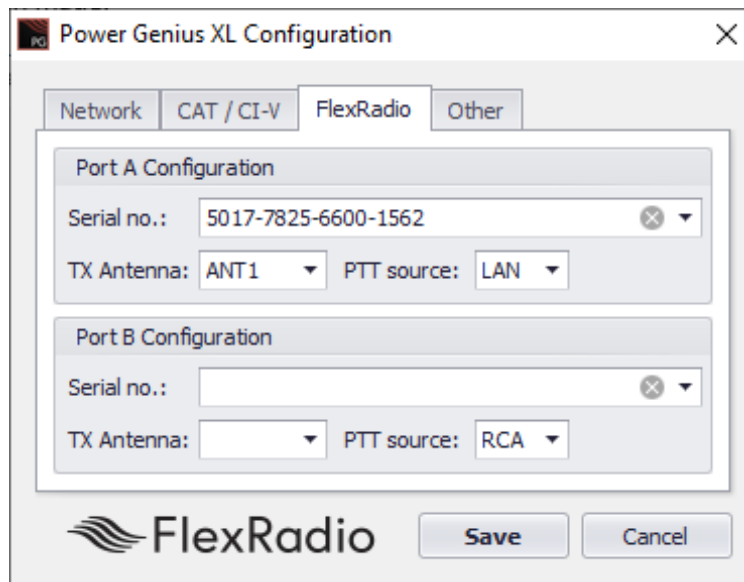 PG Power Genius XL Configuration
Network CAT / CI-V FlexRadio Other
Port A Configuration
Serial no.: 5017-7825-6600-1562
TX Antenna: ANT1 PTT source: LAN
Port B Configuration
Serial no.:
TX Antenna: PTT source: RCA
FlexRadio Save Cancel